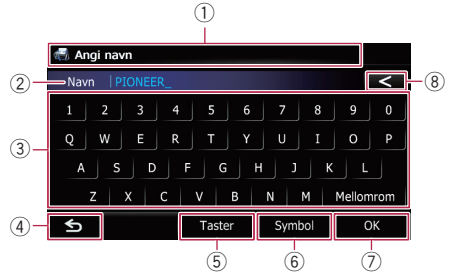 ①
Angi navn
② Navn PIONEER_ < ⑧
③
1 2 3 4 5 6 7 8 9 0
Q W E R T Y U I O P
A S D F G H J K L
Z X C V B N M Mellomrom
④ Taster Symbol OK
⑤ ⑥ ⑦